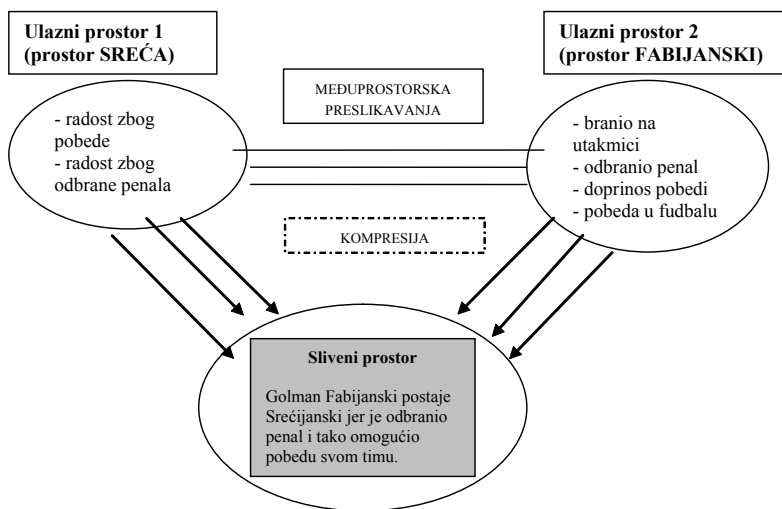 Ulazni prostor 1
(prostor SREĆA)
Ulazni prostor 2
(prostor FABIJANSKI)
MEĐUPROSTORSKA
PRESLIKAVANJA
- radost zbog
pobede
- radost zbog
odbrane penala
- branio na
utakmici
- odbranio penal
- doprinos pobedi
- pobeda u fudbalu
KOMPRESIJA
Sliveni prostor
Golman Fabijanski postaje
Srećijanski jer je odbranio
penal i tako omogućio
pobedu svom timu.